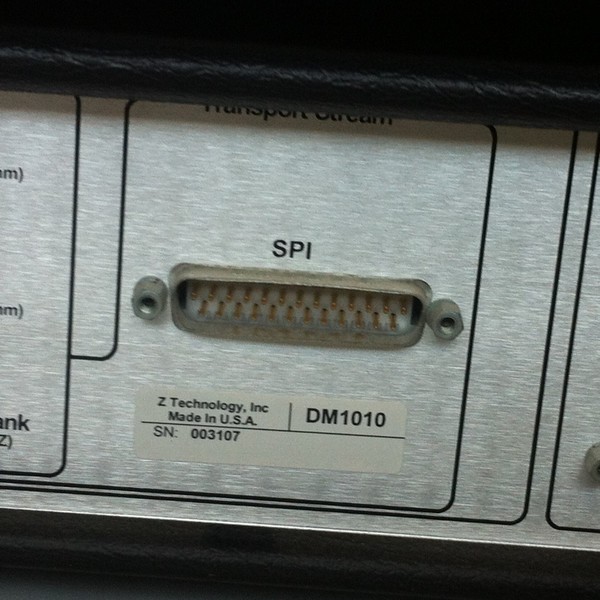 Transport Stream
SPI
Z Technology, Inc
Made In U.S.A.
DM1010
SN: 003107